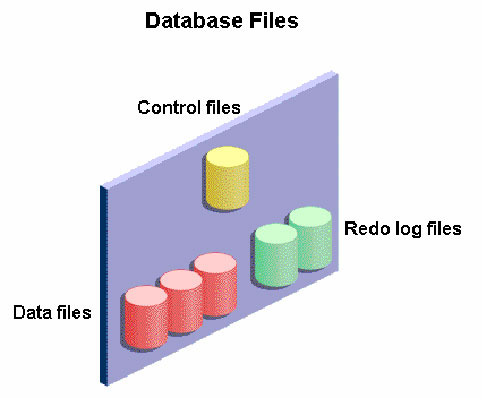 Database Files
Control files
Redo log files
Data files